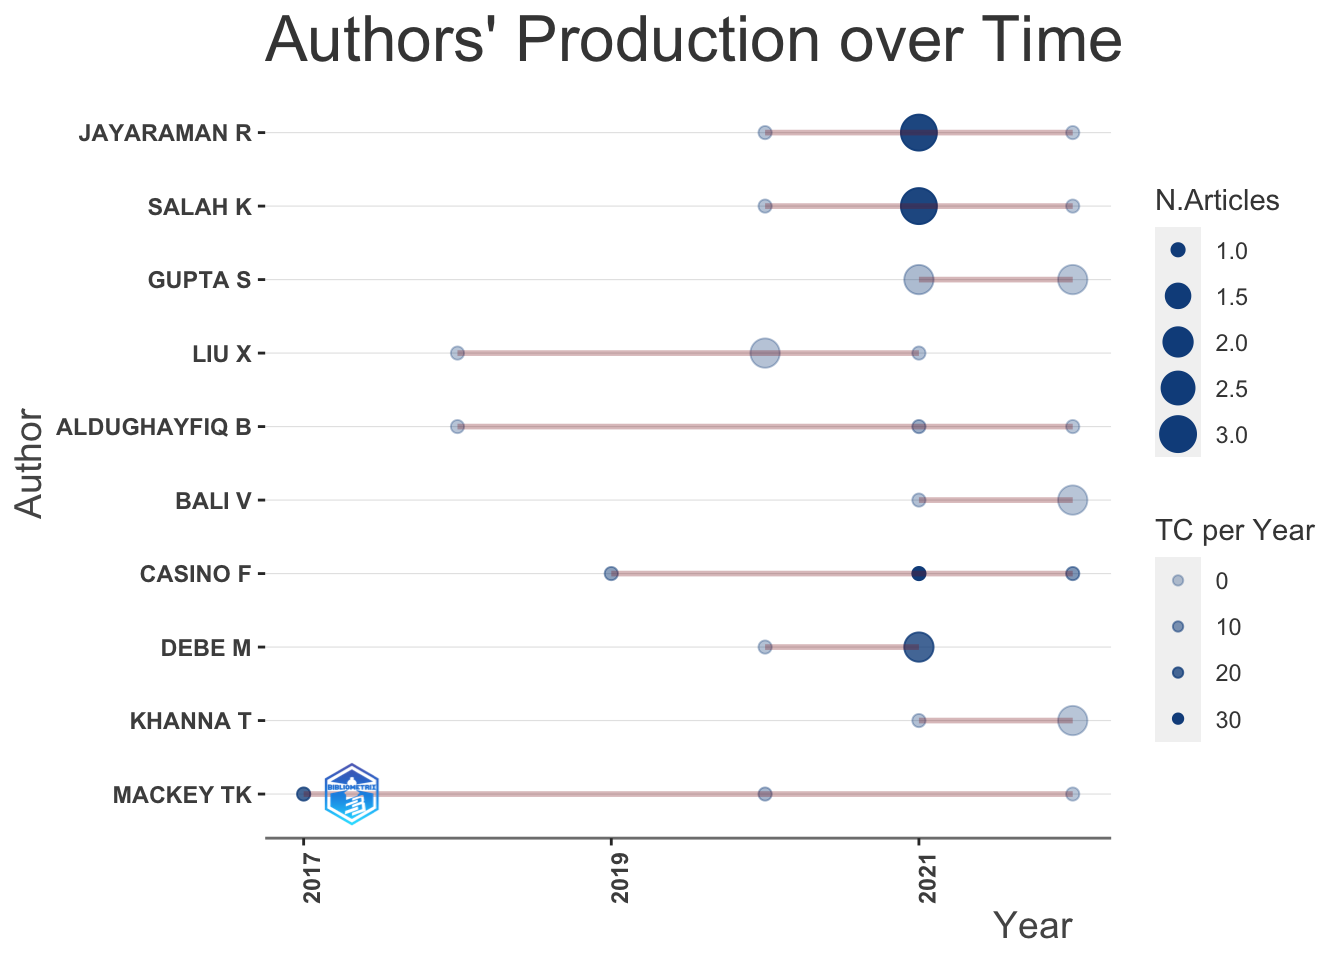 Authors' Production over Time
Author
JAYARAMAN R
SALAH K
GUPTA S
LIU X
ALDUGHAYFIQ B
BALI V
CASINO F
DEBE M
KHANNA T
MACKEY TK
BIBLIOMETRIX
2017
2019
2021
Year
N.Articles
1.0
1.5
2.0
2.5
3.0
TC per Year
0
10
20
30